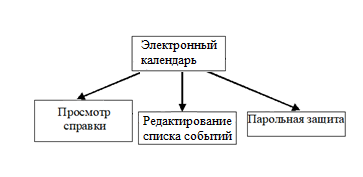 Электронный
календарь
Просмотр
справки
Редактирование
списка событий
Парольная защита